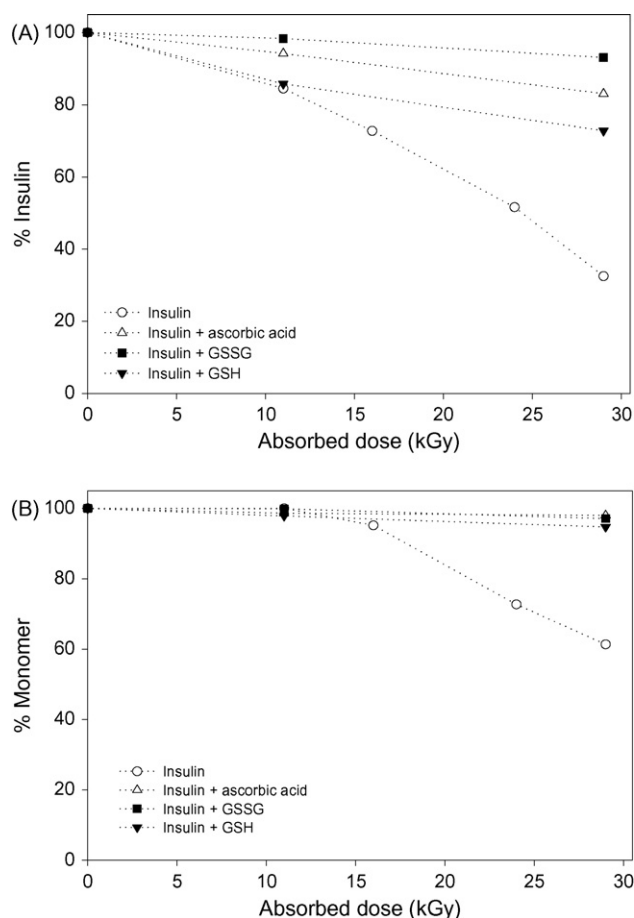 (A)
100
80
60
40
20
0
% Insulin
Insulin
Insulin + ascorbic acid
Insulin + GSSG
Insulin + GSH
0 5 10 15 20 25 30
Absorbed dose (kGy)
(B)
100
80
60
40
20
0
% Monomer
Insulin
Insulin + ascorbic acid
Insulin + GSSG
Insulin + GSH
0 5 10 15 20 25 30
Absorbed dose (kGy)